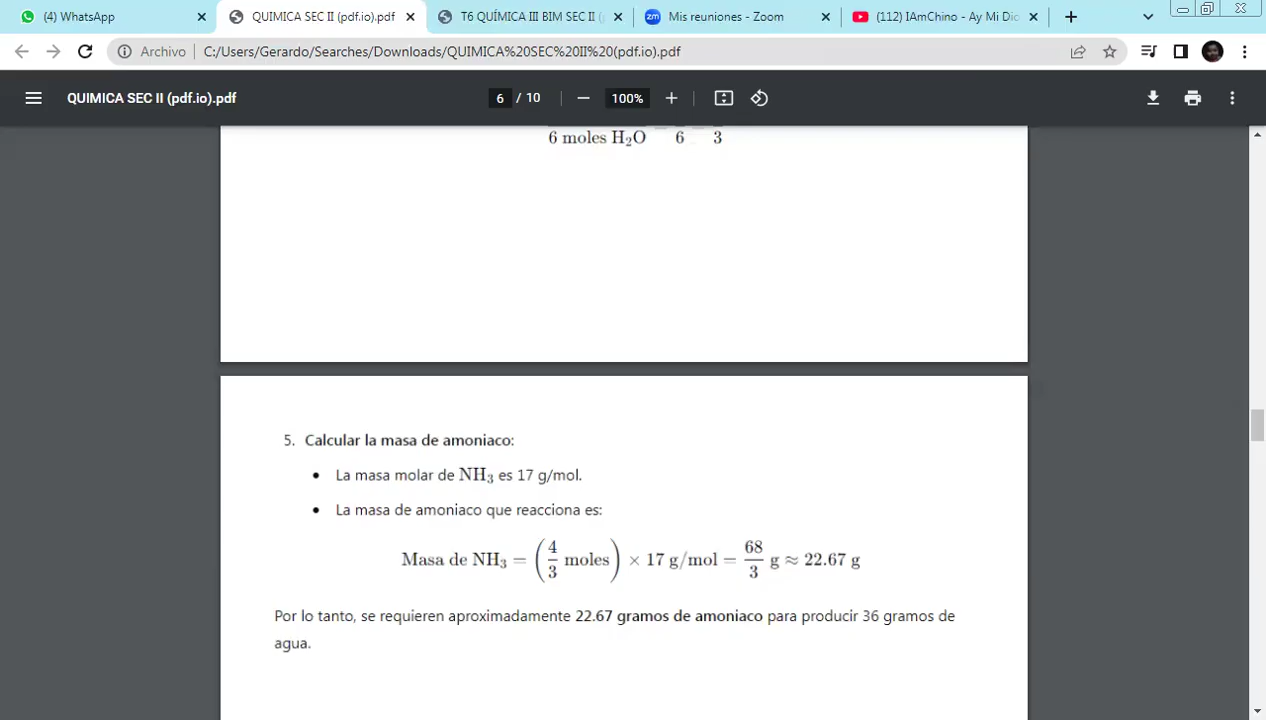 (4) WhatsApp
QUIMICA SEC II (pdf.io).pdf
T6 QUÍMICA III BIM SEC II (
Mis reuniones - Zoom
(112) IAmChino - Ay Mi Dio
Archivo | C:/Users/Gerardo/Searches/Downloads/QUIMICA%20SEC%20II%20(pdf.io).pdf
QUIMICA SEC II (pdf.io).pdf
6 / 10
100%
6 moles H₂O 6 3
5. Calcular la masa de amoniaco:
• La masa molar de NH₃ es 17 g/mol.
• La masa de amoniaco que reacciona es:
Masa de NH₃ = (4/3 moles) × 17 g/mol = 68/3 g ≈ 22.67 g
Por lo tanto, se requieren aproximadamente 22.67 gramos de amoniaco para producir 36 gramos de
agua.